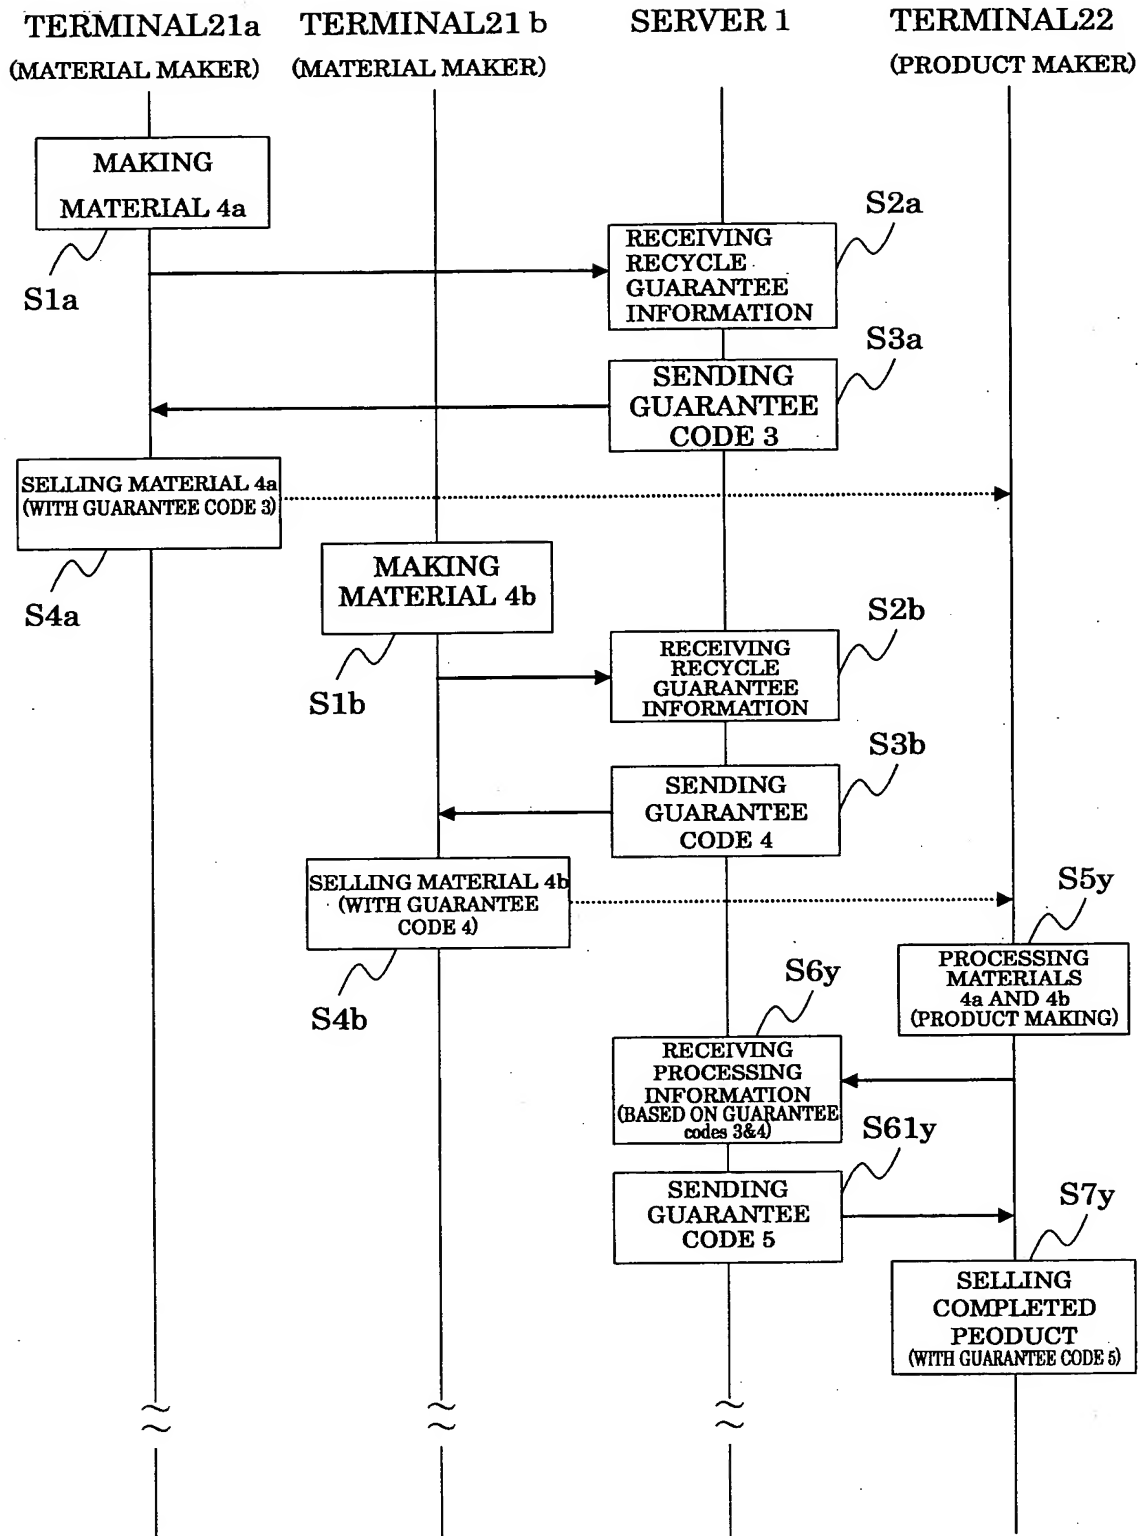 TERMINAL21a
(MATERIAL MAKER)
TERMINAL21 b
(MATERIAL MAKER)
SERVER 1
TERMINAL22
(PRODUCT MAKER)
MAKING
MATERIAL 4a
S1a
S2a
RECEIVING
RECYCLE
GUARANTEE
INFORMATION
S3a
SENDING
GUARANTEE
CODE 3
SELLING MATERIAL 4a
(WITH GUARANTEE CODE 3)
S4a
MAKING
MATERIAL 4b
S1b
S2b
RECEIVING
RECYCLE
GUARANTEE
INFORMATION
S3b
SENDING
GUARANTEE
CODE 4
SELLING MATERIAL 4b
(WITH GUARANTEE
CODE 4)
S4b
S5y
PROCESSING
MATERIALS
4a AND 4b
(PRODUCT MAKING)
S6y
RECEIVING
PROCESSING
INFORMATION
(BASED ON GUARANTEE
codes 3&4)
S61y
SENDING
GUARANTEE
CODE 5
S7y
SELLING
COMPLETED
PEODUCT
(WITH GUARANTEE CODE 5)